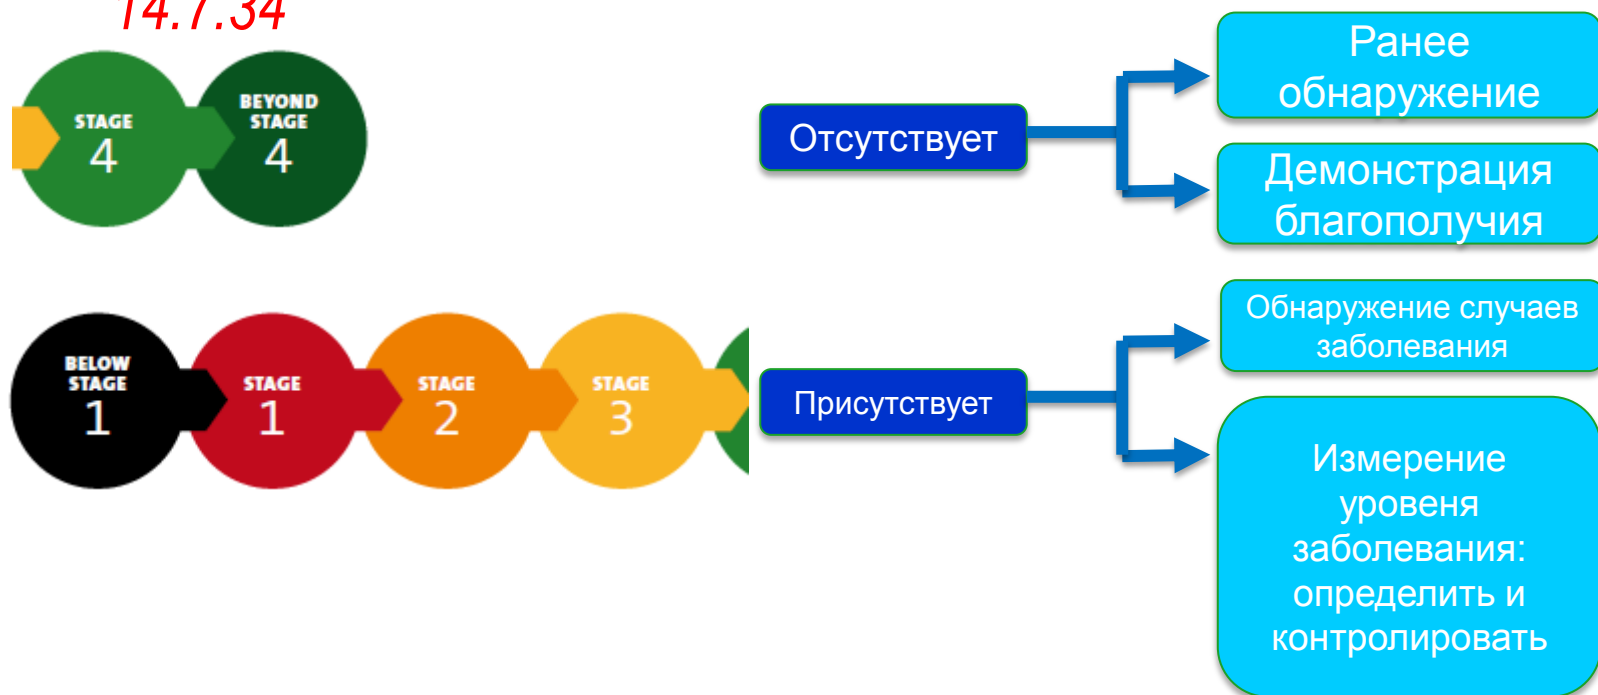 14.7.34
STAGE
4
BEYOND
STAGE
4
Отсутствует
Ранее
обнаружение
Демонстрация
благополучия
BELOW
STAGE
1
STAGE
1
STAGE
2
STAGE
3
Присутствует
Обнаружение случаев
заболевания
Измерение
уровеня
заболевания:
определить и
контролировать